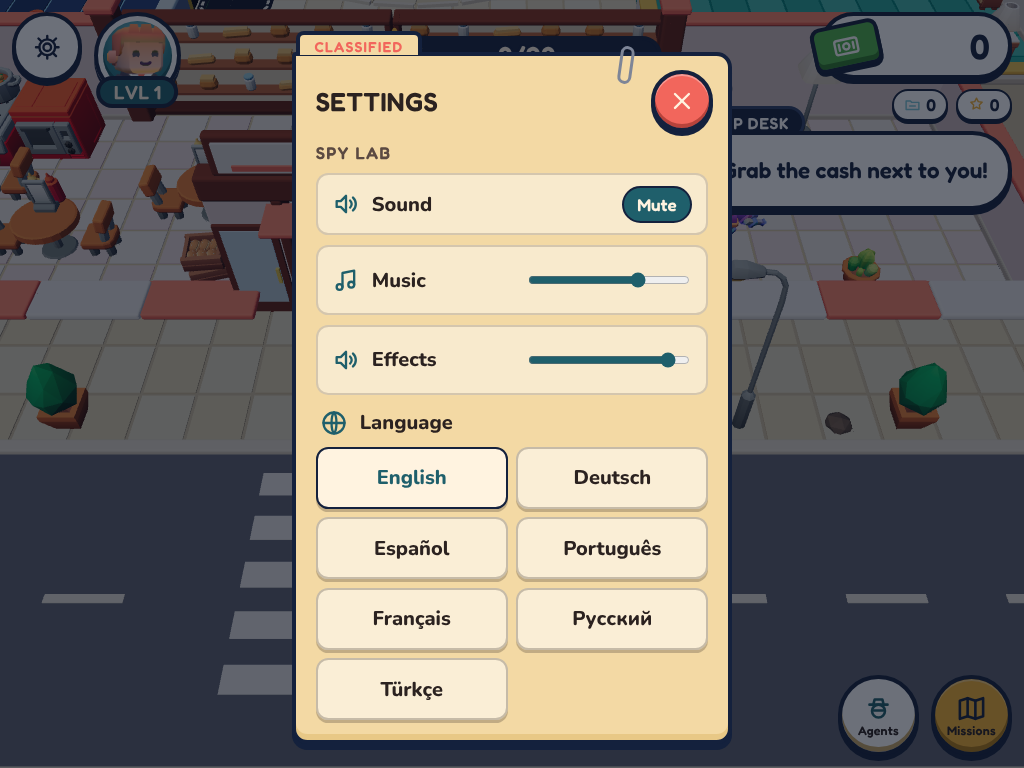 CLASSIFIED
LVL 1
0
0
0
P DESK
Grab the cash next to you!
SETTINGS
SPY LAB
Sound
Mute
Music
Effects
Language
English
Deutsch
Español
Português
Français
Русский
Türkçe
Agents
Missions